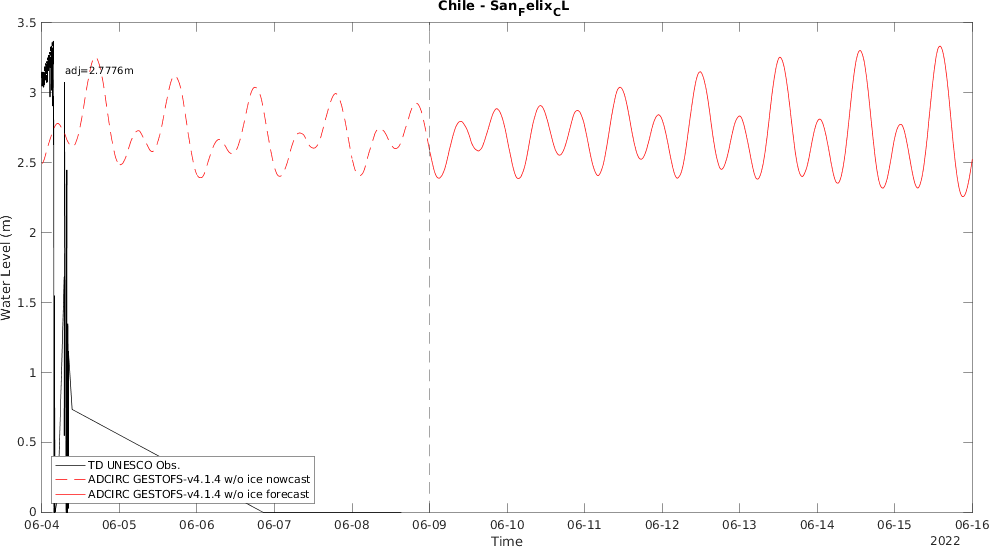 Chile - SanFelixCL
3.5
adj=2.7776m
3
2.5
2
Water Level (m)
1.5
1
0.5
TD UNESCO Obs.
ADCIRC GESTOFS-v4.1.4 w/o ice nowcast
ADCIRC GESTOFS-v4.1.4 w/o ice forecast
0
06-04 06-05 06-06 06-07 06-08 06-09 06-10 06-11 06-12 06-13 06-14 06-15 06-16
Time
2022